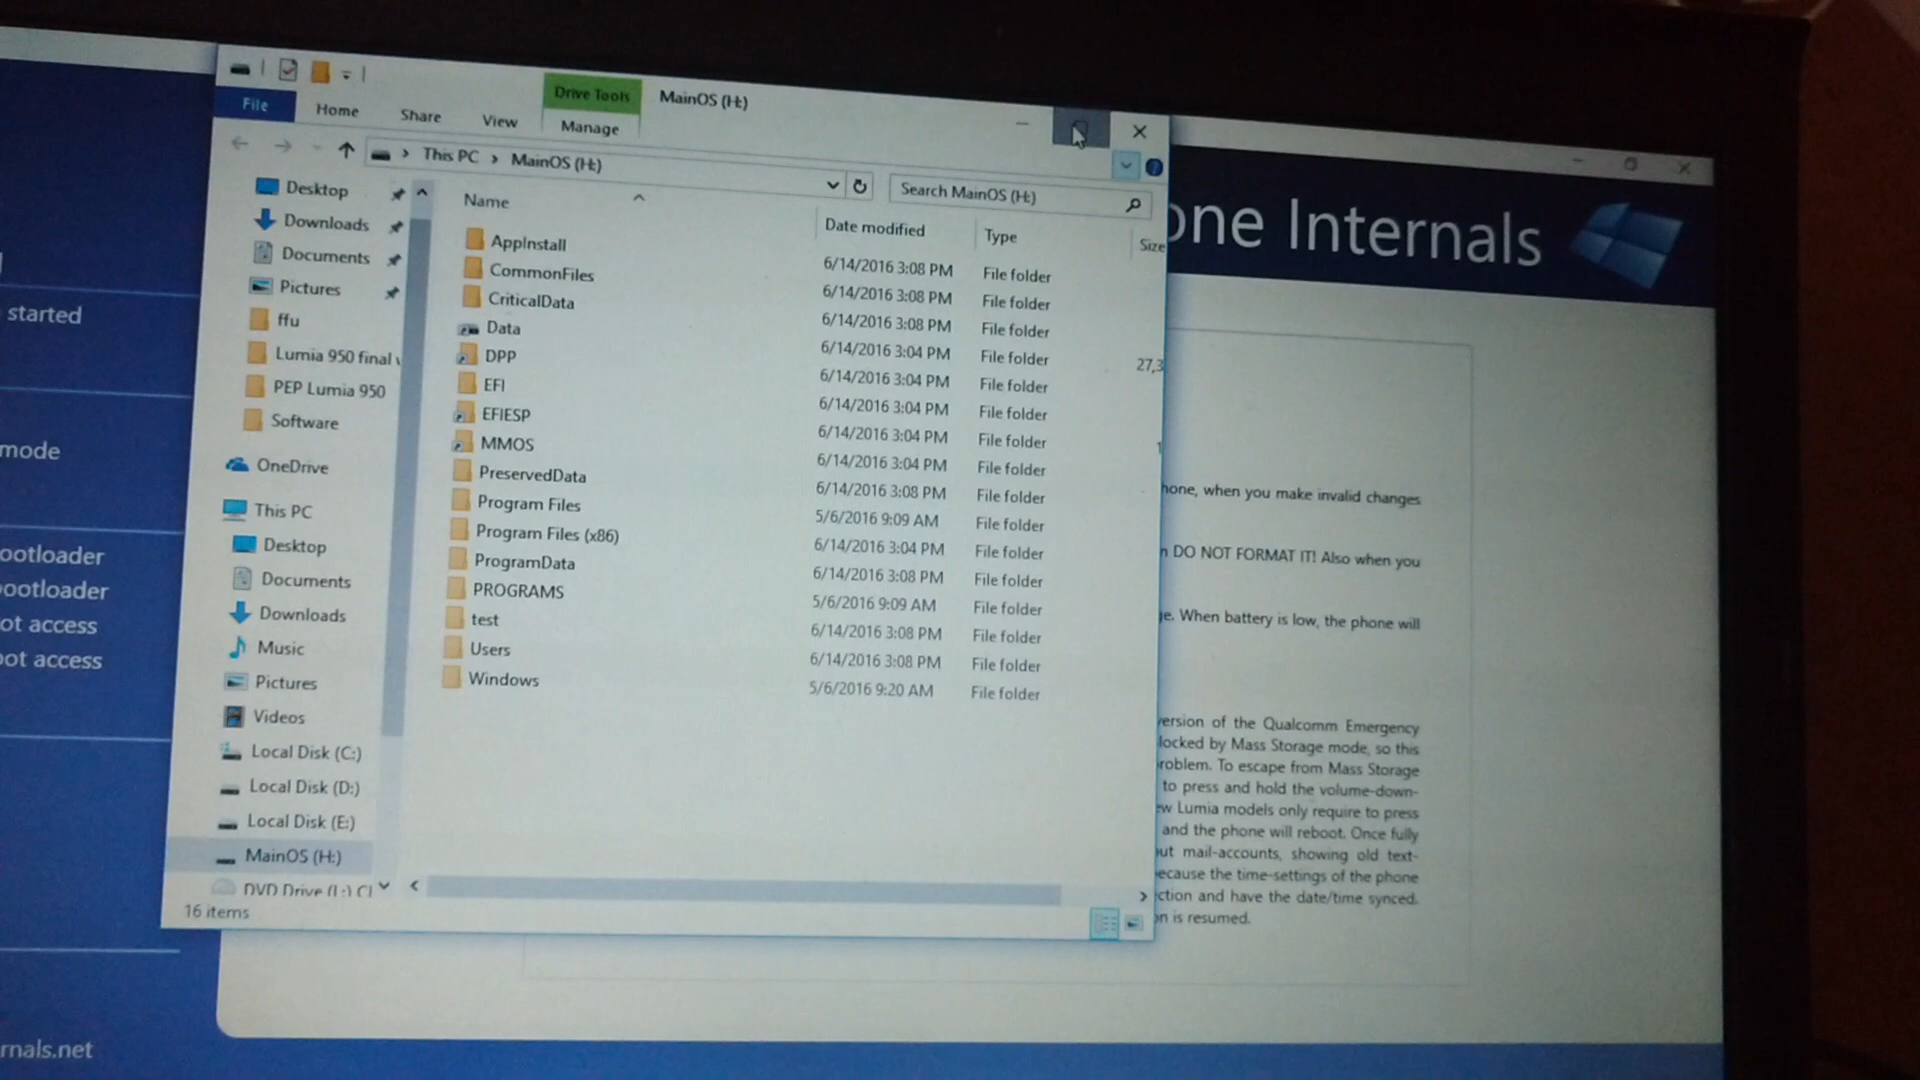 Drive Tools
MainOS (H:)
File
Home
Share
View
Manage
This PC > MainOS (H:)
Search MainOS (H:)
Desktop
Downloads
Documents
Pictures
ffu
Lumia 950 final
PEP Lumia 950
Software
OneDrive
This PC
Desktop
Documents
Downloads
Music
Pictures
Videos
Local Disk (C:)
Local Disk (D:)
Local Disk (E:)
MainOS (H:)
DVD Drive (L:)
16 items
Name
Date modified
Type
Size
AppInstall
6/14/2016 3:08 PM
File folder
CommonFiles
6/14/2016 3:08 PM
File folder
CriticalData
6/14/2016 3:08 PM
File folder
Data
6/14/2016 3:04 PM
File folder
27,3
DPP
6/14/2016 3:04 PM
File folder
EFI
6/14/2016 3:04 PM
File folder
EFIESP
6/14/2016 3:04 PM
File folder
1
MMOS
6/14/2016 3:04 PM
File folder
PreservedData
6/14/2016 3:08 PM
File folder
Program Files
5/6/2016 9:09 AM
File folder
Program Files (x86)
6/14/2016 3:04 PM
File folder
ProgramData
6/14/2016 3:08 PM
File folder
PROGRAMS
5/6/2016 9:09 AM
File folder
test
6/14/2016 3:08 PM
File folder
Users
6/14/2016 3:08 PM
File folder
Windows
5/6/2016 9:20 AM
File folder
started
mode
ootloader
ootloader
ot access
oot access
rnals.net
one Internals
hone, when you make invalid changes
n DO NOT FORMAT IT! Also when you
ge. When battery is low, the phone will
version of the Qualcomm Emergency
locked by Mass Storage mode, so this
roblem. To escape from Mass Storage
to press and hold the volume-down-
ew Lumia models only require to press
and the phone will reboot. Once fully
out mail-accounts, showing old text-
ecause the time-settings of the phone
ction and have the date/time synced.
on is resumed.